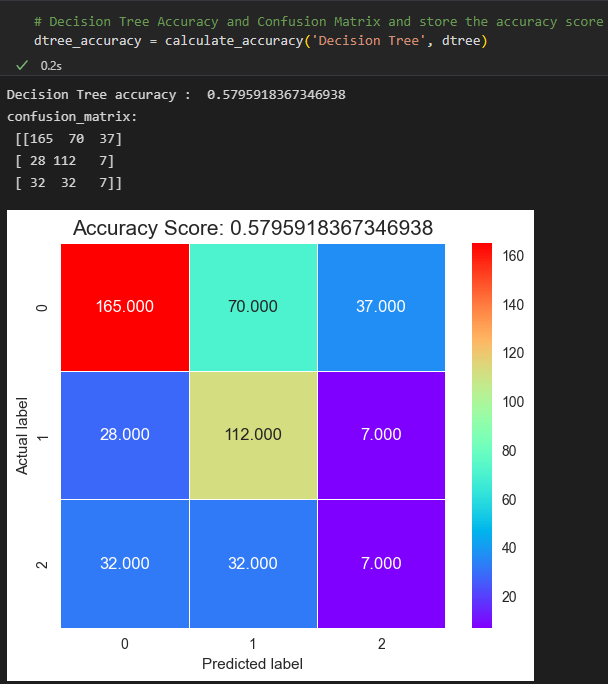 # Decision Tree Accuracy and Confusion Matrix and store the accuracy score
dtree_accuracy = calculate_accuracy('Decision Tree', dtree)
0.2s
Decision Tree accuracy :  0.5795918367346938
confusion_matrix:
 [[165  70  37]
 [ 28 112   7]
 [ 32  32   7]]
Accuracy Score: 0.5795918367346938
165.000 70.000 37.000
28.000 112.000 7.000
32.000 32.000 7.000
0
1
2
Actual label
0 1 2
Predicted label
160
140
120
100
80
60
40
20